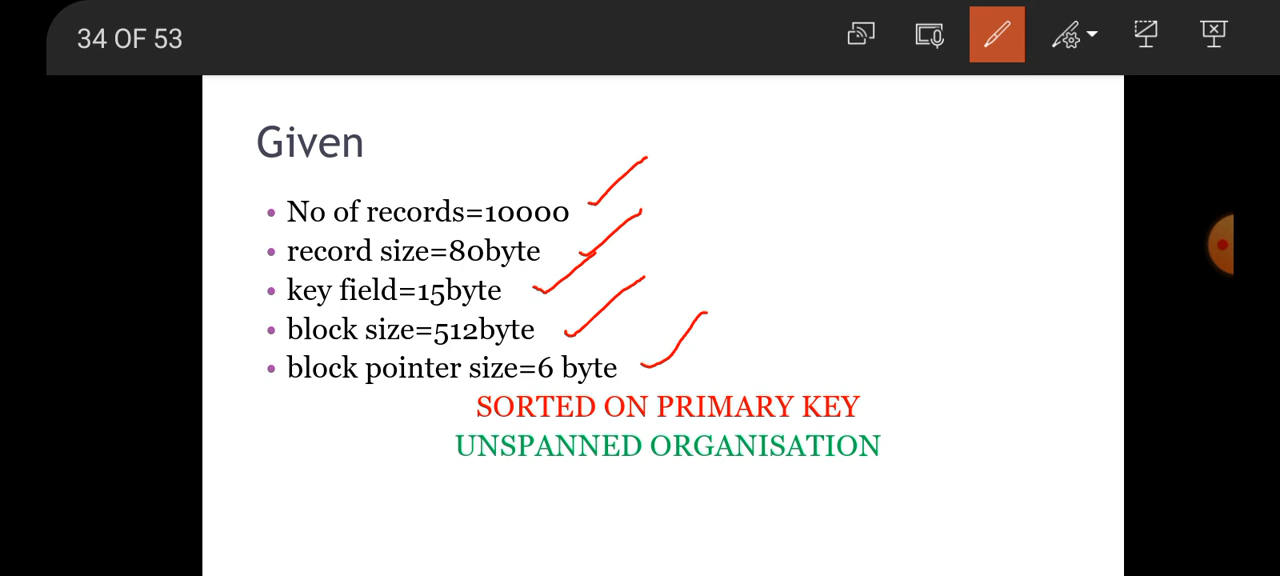 34 OF 53
Given
• No of records=10000
• record size=80byte
• key field=15byte
• block size=512byte
• block pointer size=6 byte
SORTED ON PRIMARY KEY
UNSPANNED ORGANISATION